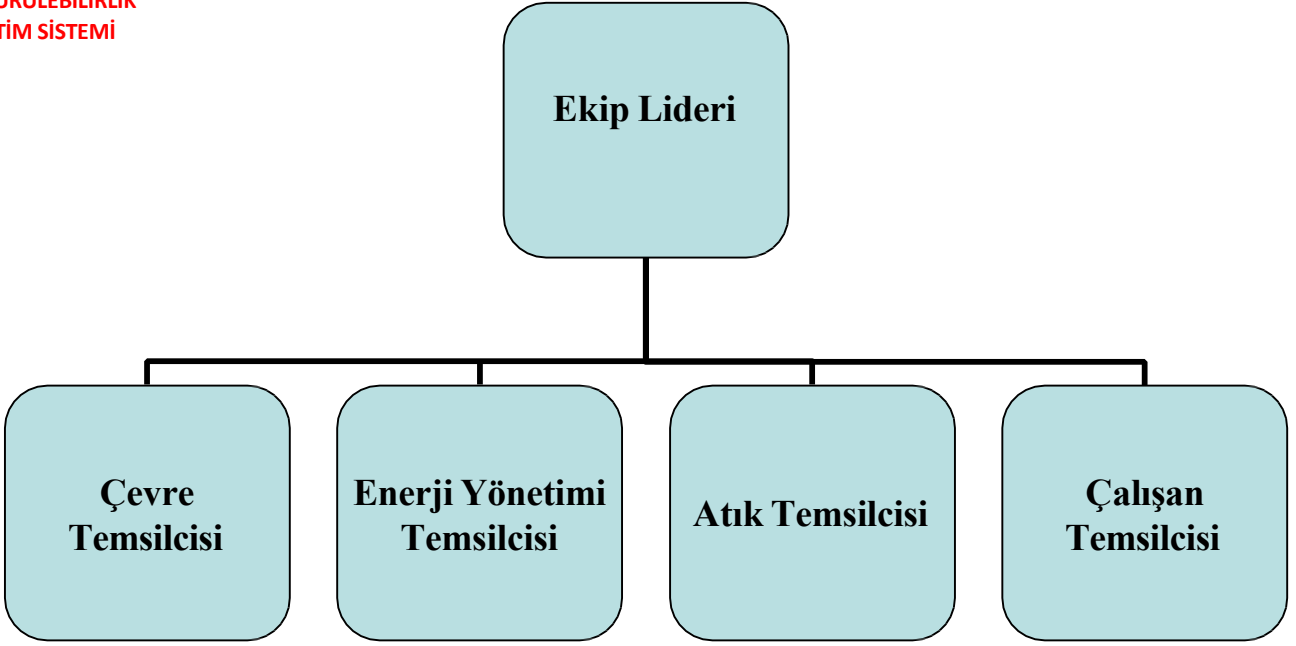 TİM SİSTEMİ
Ekip Lideri
Çevre
Temsilcisi
Enerji Yönetimi
Temsilcisi
Atık Temsilcisi
Çalışan
Temsilcisi